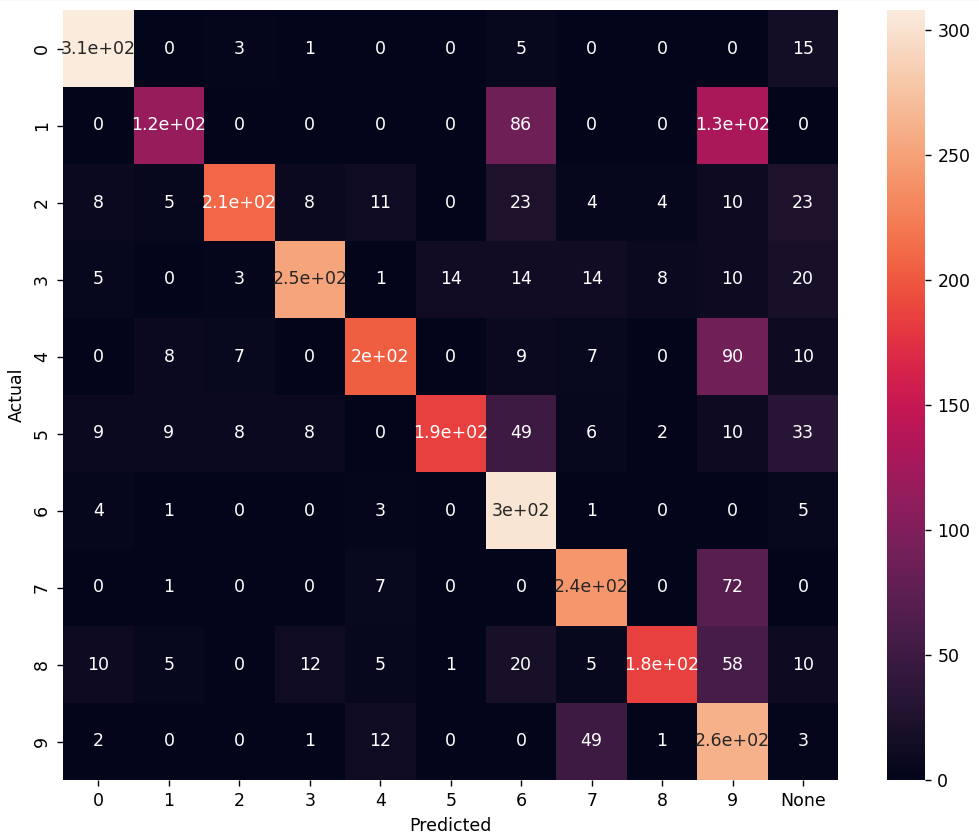 0 3.1e+02 0 3 1 0 0 5 0 0 0 15
1 0 1.2e+02 0 0 0 0 86 0 0 1.3e+02 0
2 8 5 2.1e+02 8 11 0 23 4 4 10 23
3 5 0 3 2.5e+02 1 14 14 14 8 10 20
4 0 8 7 0 2e+02 0 9 7 0 90 10
5 9 9 8 8 0 1.9e+02 49 6 2 10 33
6 4 1 0 0 3 0 3e+02 1 0 0 5
7 0 1 0 0 7 0 0 2.4e+02 0 72 0
8 10 5 0 12 5 1 20 5 1.8e+02 58 10
9 2 0 0 1 12 0 0 49 1 2.6e+02 3
0 1 2 3 4 5 6 7 8 9 None
Predicted
Actual
300
250
200
150
100
50
0